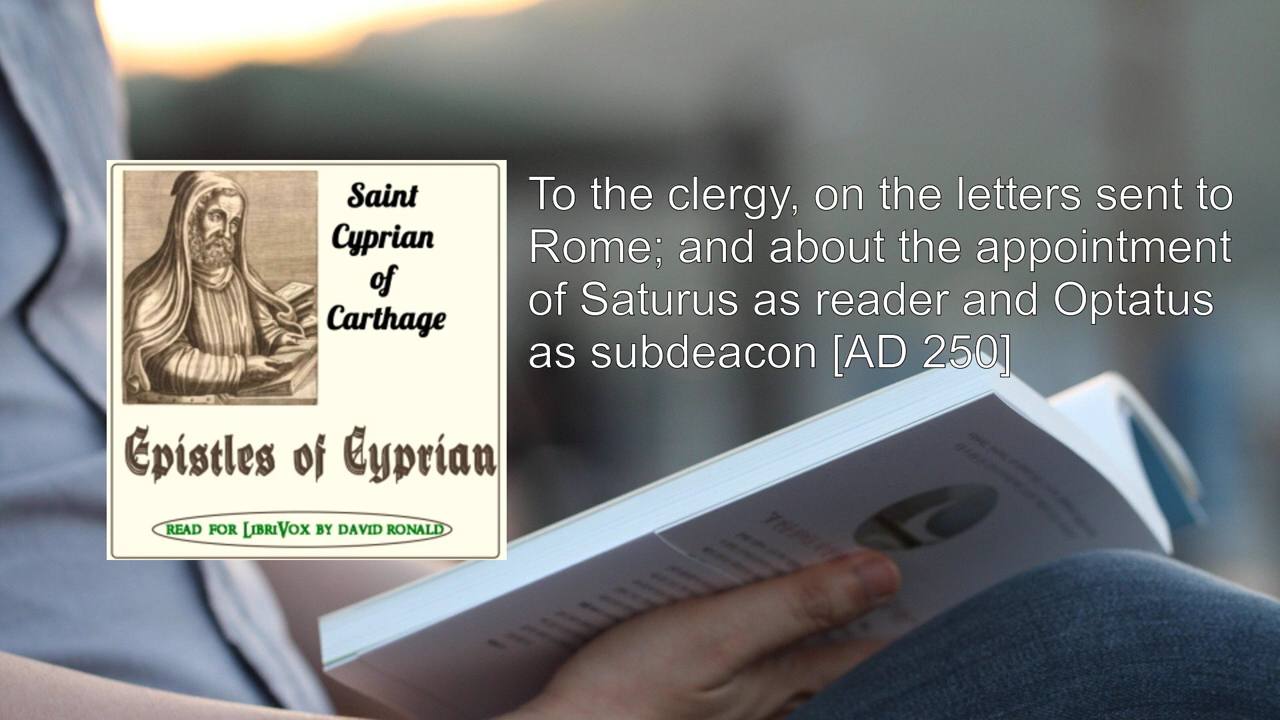 Saint
Cyprian
of
Carthage
Epistles of Cyprian
READ FOR LIBRIVOX BY DAVID RONALD
To the clergy, on the letters sent to
Rome; and about the appointment
of Saturus as reader and Optatus
as subdeacon [AD 250]